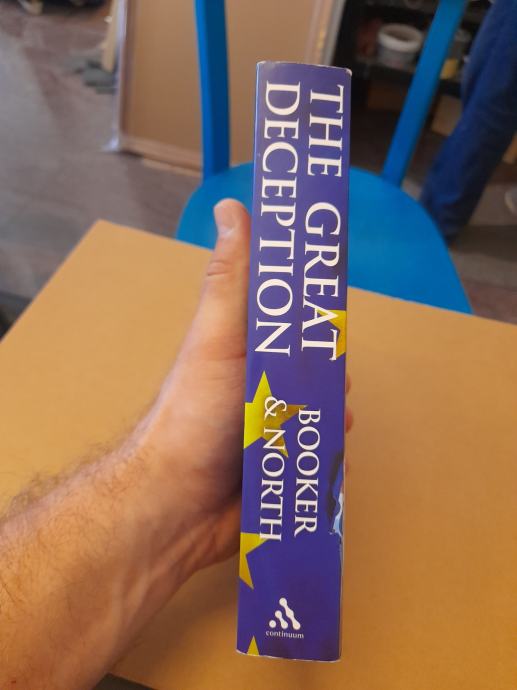 THE GREAT
DECEPTION
BOOKER
& NORTH
continuum